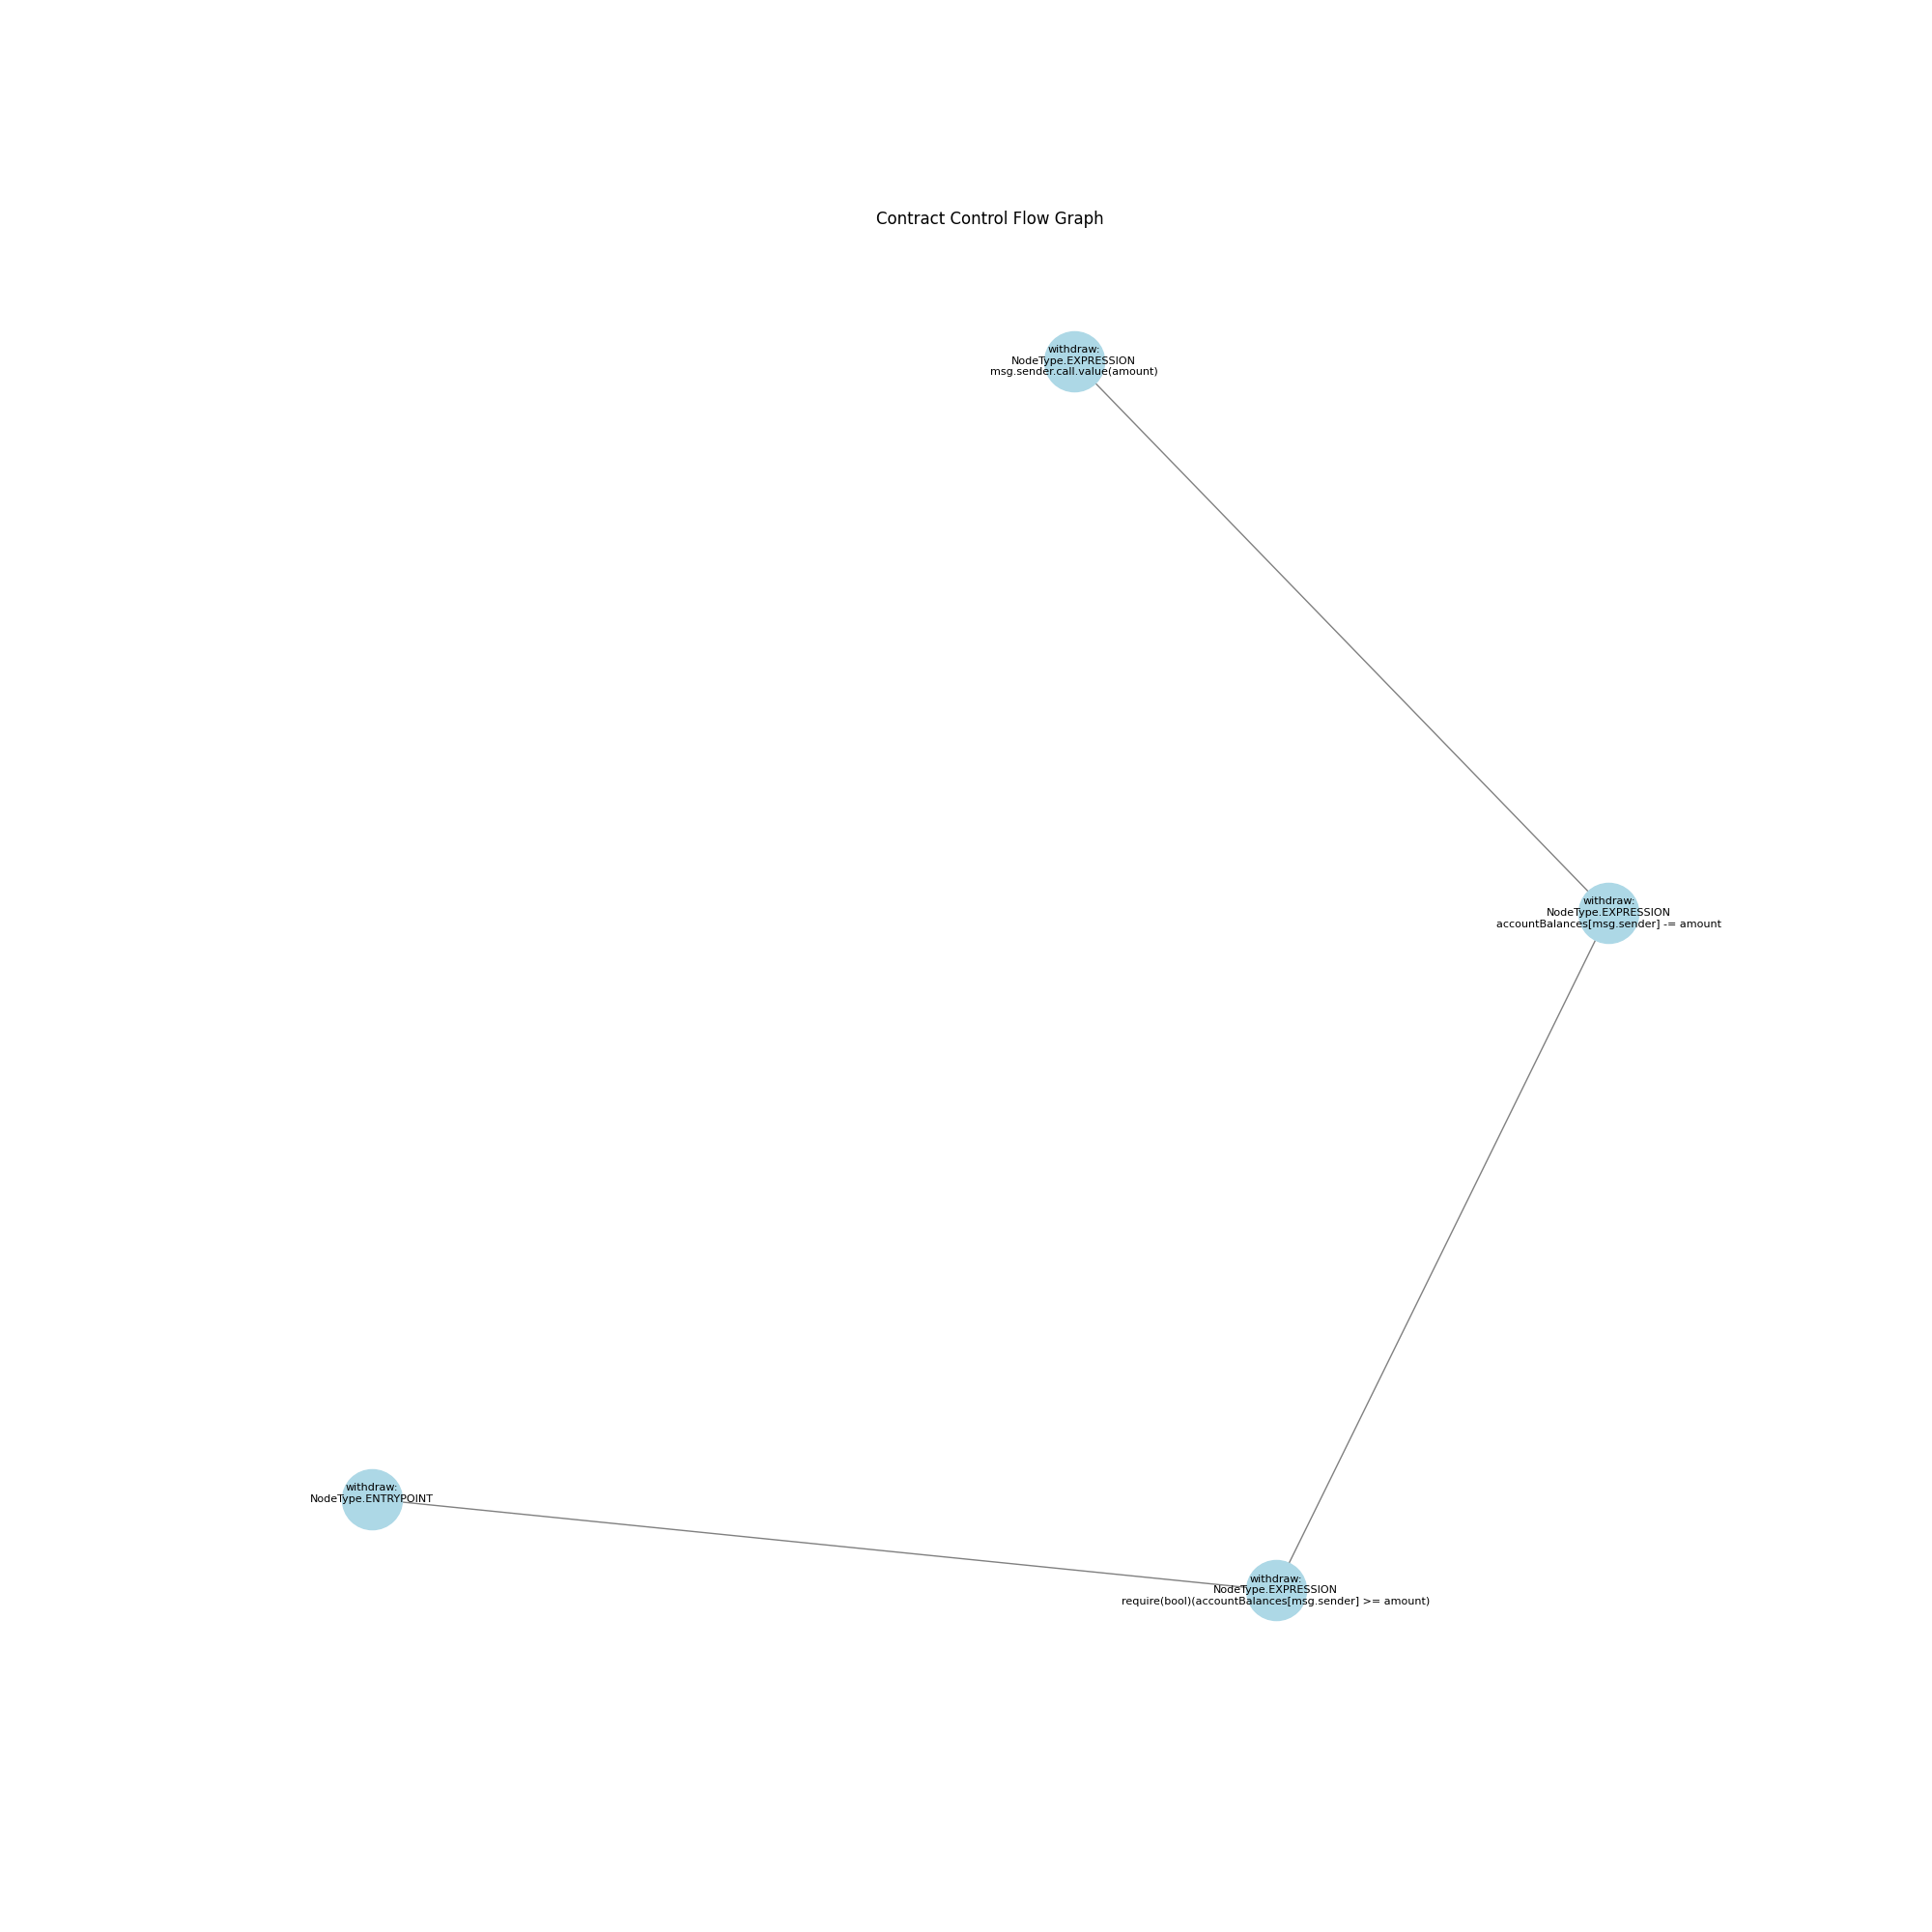 Contract Control Flow Graph
withdraw:
NodeType.EXPRESSION
msg.sender.call.value(amount)
withdraw:
NodeType.EXPRESSION
accountBalances[msg.sender] -= amount
withdraw:
NodeType.ENTRYPOINT
withdraw:
NodeType.EXPRESSION
require(bool)(accountBalances[msg.sender] >= amount)